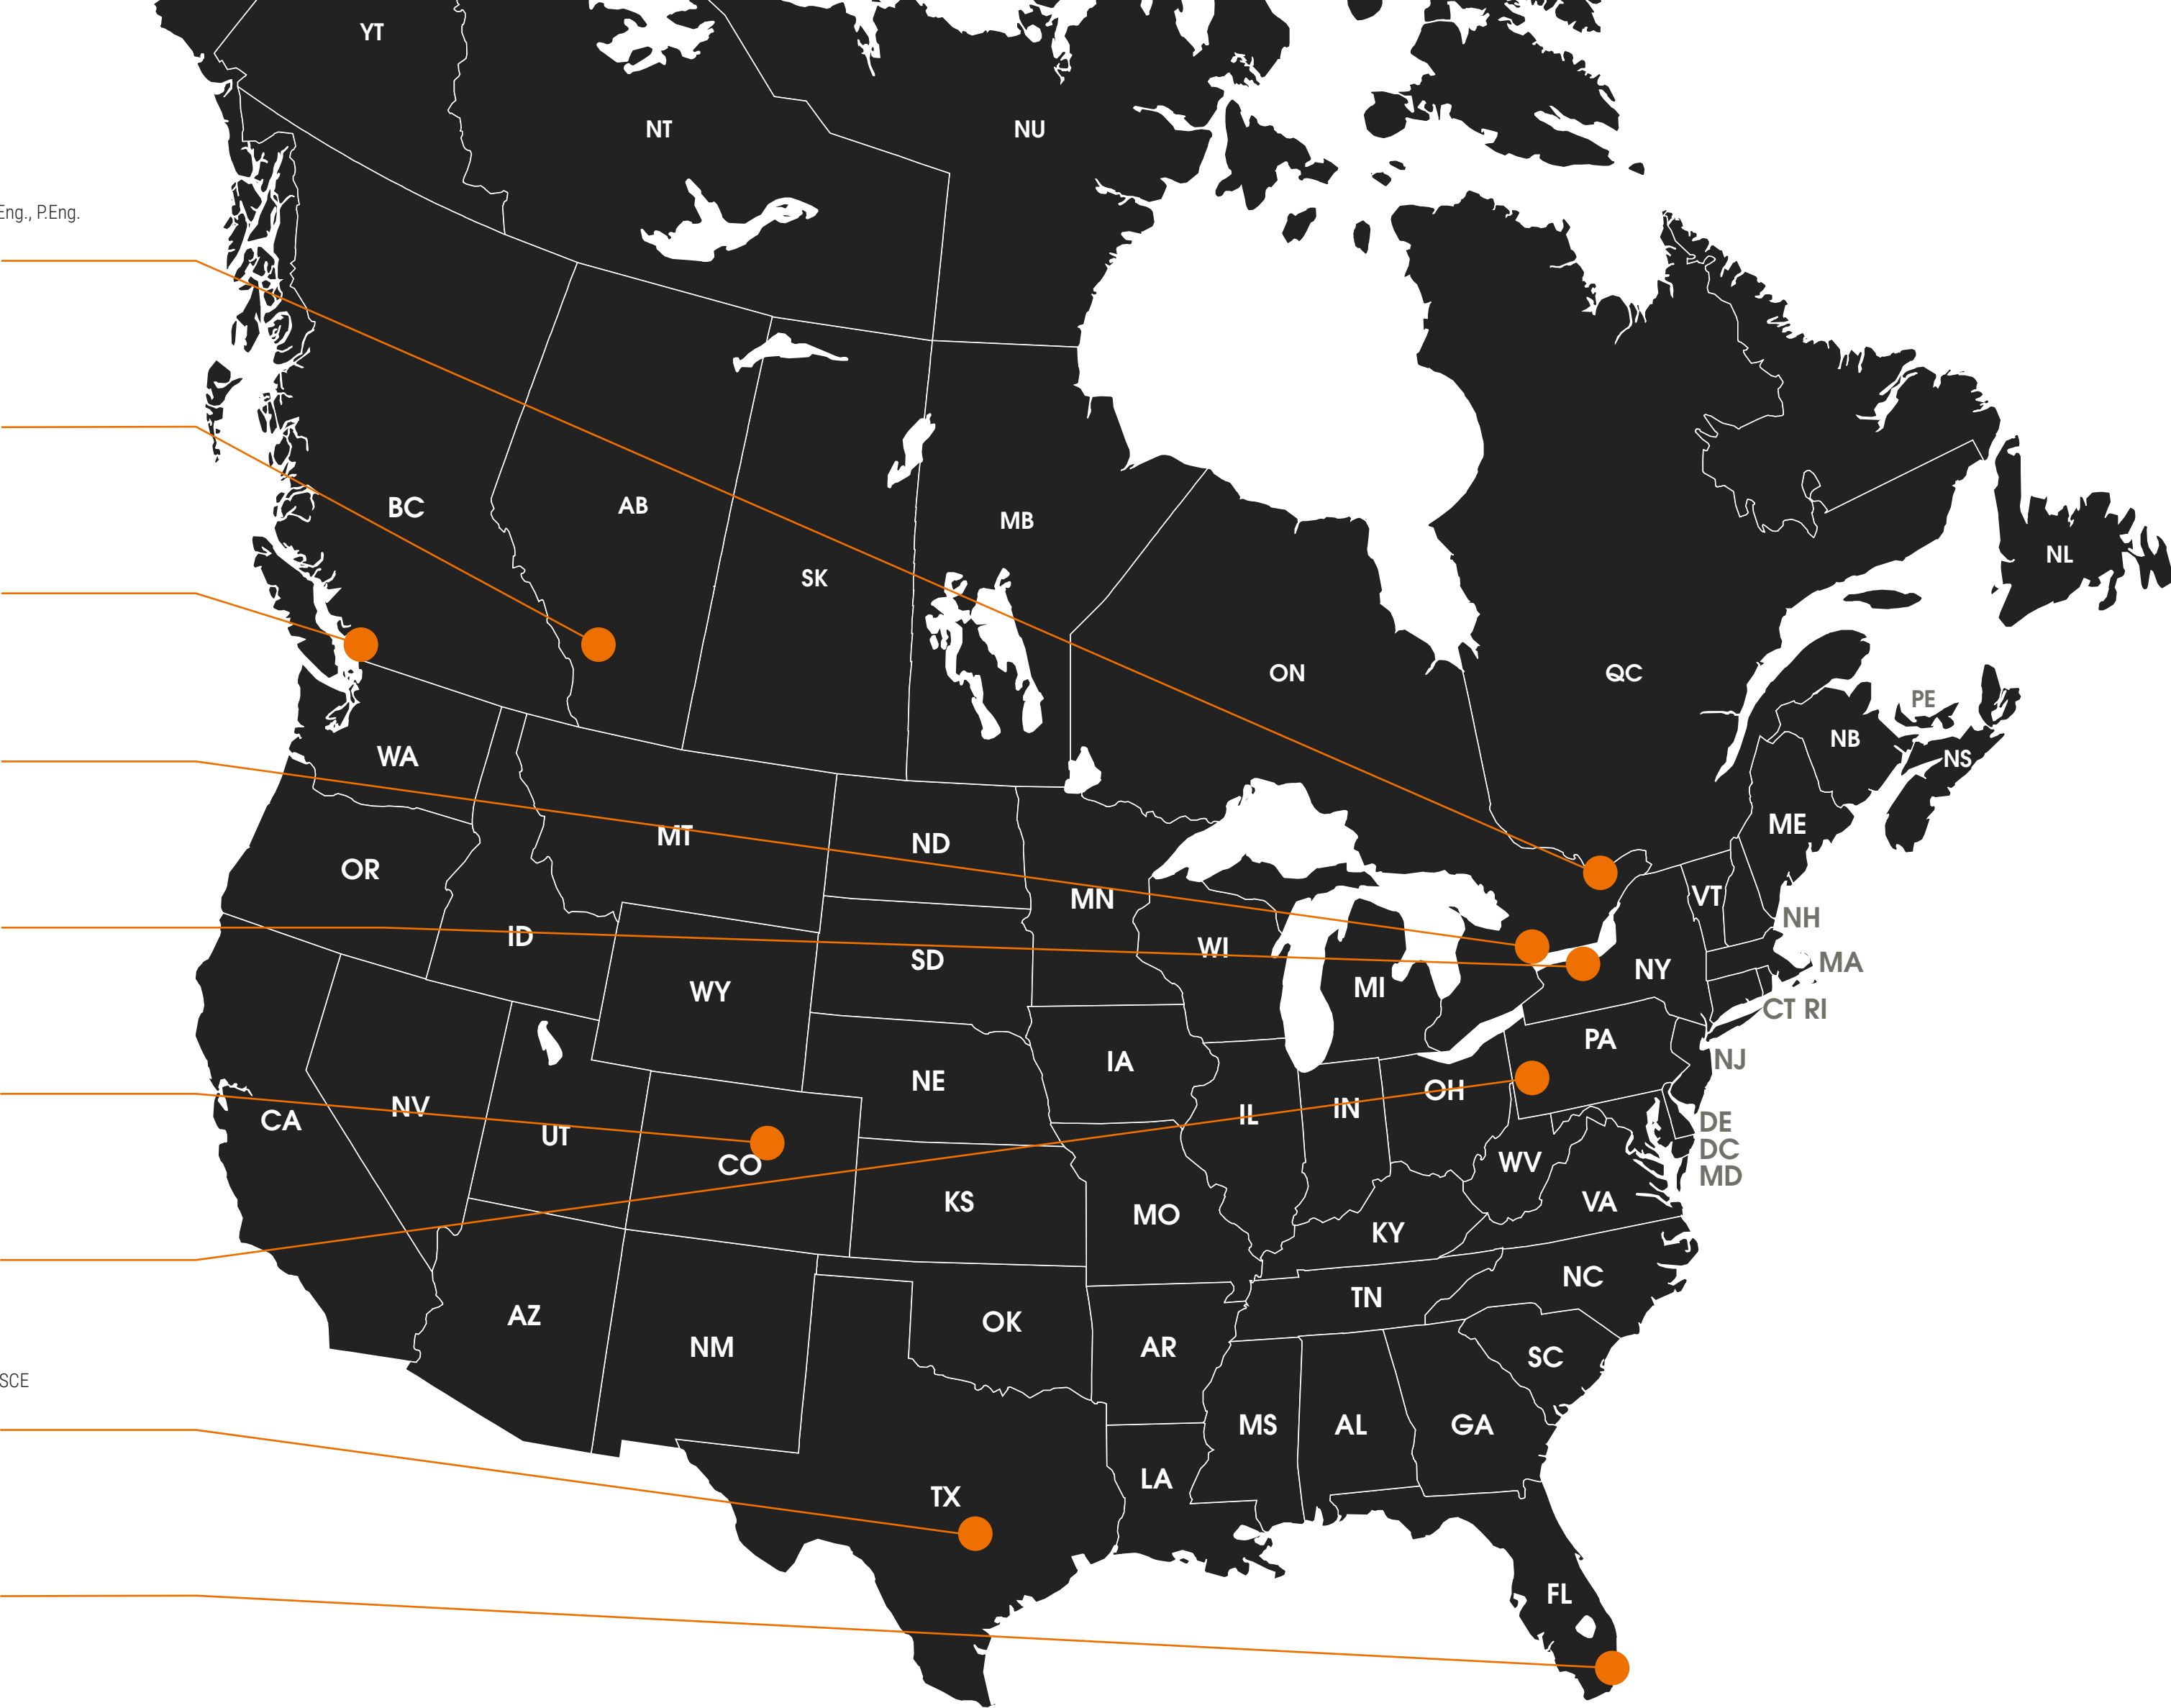 YT
NT
NU
Eng., P.Eng.
BC
AB
SK
MB
ON
QC
NL
PE
NB
NS
WA
MT
ND
MN
OR
ID
WY
SD
WI
MI
NY
VT
ME
NH
MA
CT RI
PA
NJ
IA
NE
OH
IN
IL
CA
NV
UT
CO
KS
MO
KY
WV
VA
DE
DC
MD
NC
TN
SC
AZ
NM
OK
AR
SCE
MS
AL
GA
LA
TX
FL